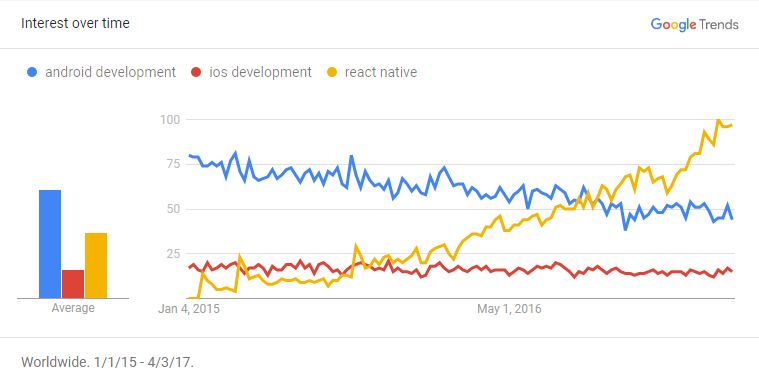 Interest over time
Google Trends
android development ios development react native
100
75
50
25
Average
Jan 4, 2015 May 1, 2016
Worldwide. 1/1/15 - 4/3/17.